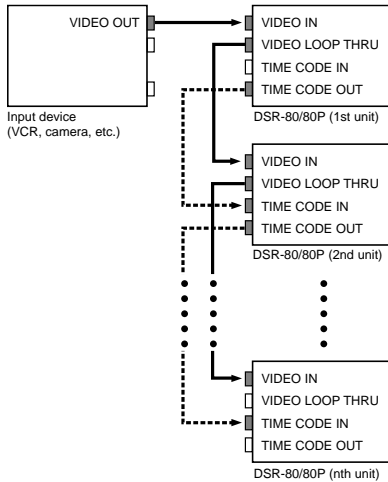 VIDEO OUT
Input device
(VCR, camera, etc.)
VIDEO IN
VIDEO LOOP THRU
TIME CODE IN
TIME CODE OUT
DSR-80/80P (1st unit)
VIDEO IN
VIDEO LOOP THRU
TIME CODE IN
TIME CODE OUT
DSR-80/80P (2nd unit)
VIDEO IN
VIDEO LOOP THRU
TIME CODE IN
TIME CODE OUT
DSR-80/80P (nth unit)